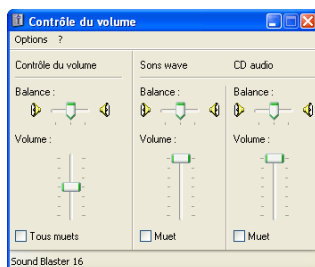 Contrôle du volume
Options ?
Contrôle du volume Sons wave CD audio
Balance : Balance : Balance :
Volume : Volume : Volume :
Tous muets Muet Muet
Sound Blaster 16